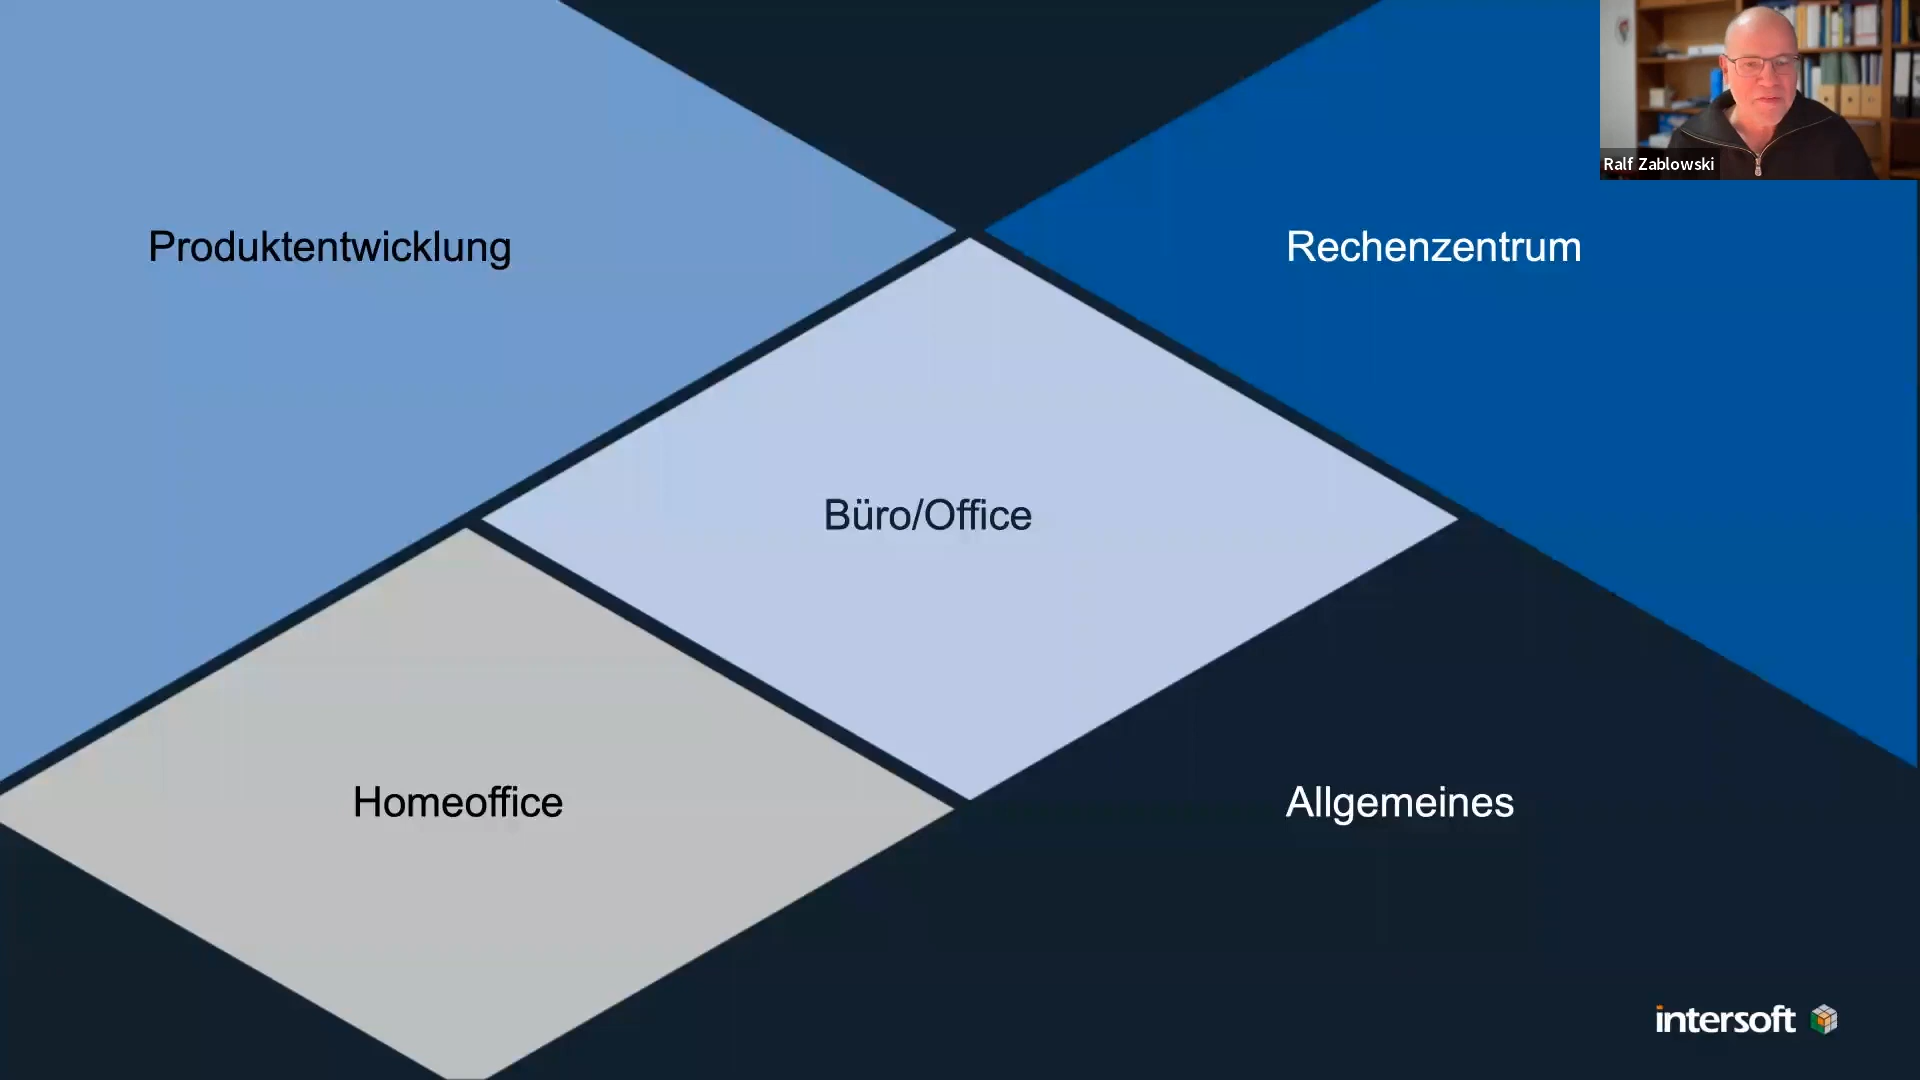 Ralf Zablowski
Produktentwicklung
Rechenzentrum
Büro/Office
Homeoffice
Allgemeines
intersoft